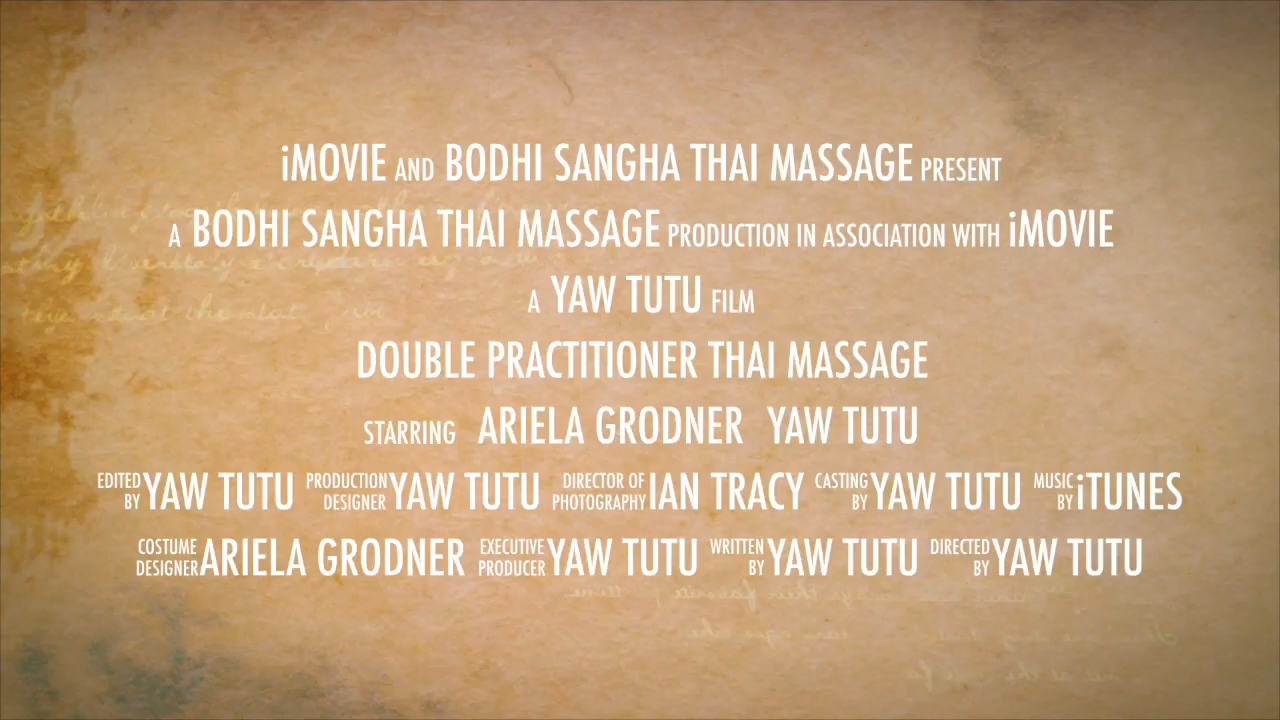 iMOVIE AND BODHI SANGHA THAI MASSAGE PRESENT
A BODHI SANGHA THAI MASSAGE PRODUCTION IN ASSOCIATION WITH iMOVIE
A YAW TUTU FILM
DOUBLE PRACTITIONER THAI MASSAGE
STARRING ARIELA GRODNER YAW TUTU
EDITED BY YAW TUTU PRODUCTION DESIGNER YAW TUTU DIRECTOR OF PHOTOGRAPHY IAN TRACY CASTING BY YAW TUTU MUSIC BY iTUNES
COSTUME DESIGNER ARIELA GRODNER EXECUTIVE PRODUCER YAW TUTU WRITTEN BY YAW TUTU DIRECTED BY YAW TUTU